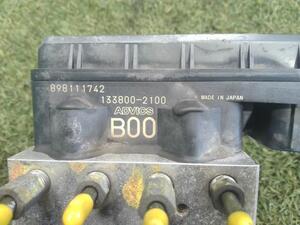 898111742
133800-2100
MADE IN JAPAN
ADVICS
B00